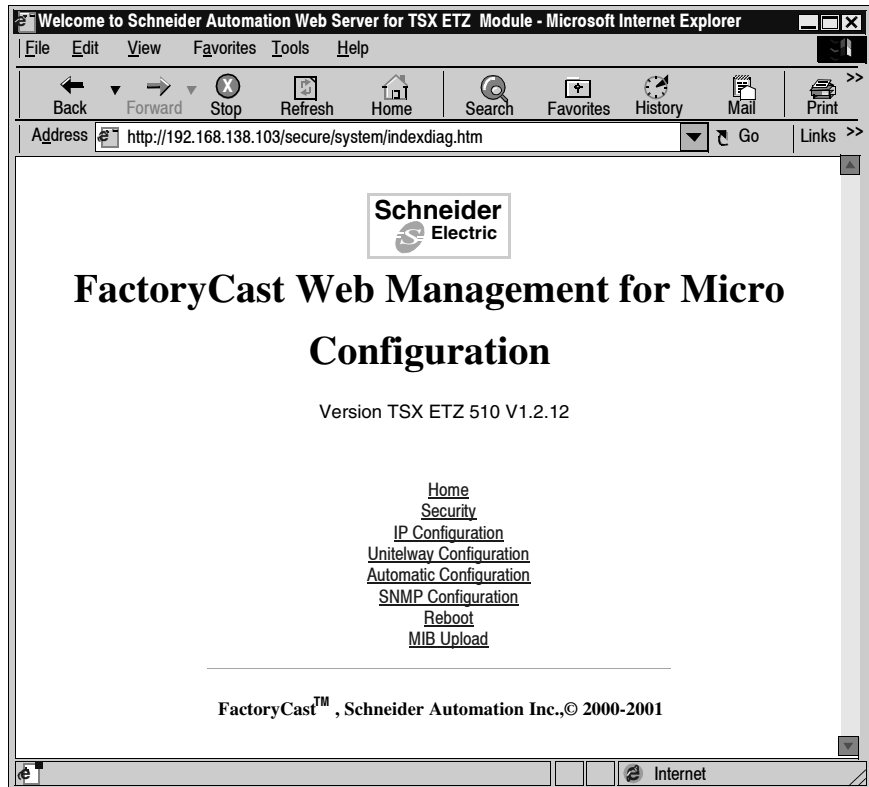 Welcome to Schneider Automation Web Server for TSX ETZ Module - Microsoft Internet Explorer
File Edit View Favorites Tools Help
Back Forward Stop Refresh Home Search Favorites History Mail Print >>
Address http://192.168.138.103/secure/system/indexdiag.htm Go Links >>
Schneider
Electric
FactoryCast Web Management for Micro
Configuration
Version TSX ETZ 510 V1.2.12
Home
Security
IP Configuration
Unitelway Configuration
Automatic Configuration
SNMP Configuration
Reboot
MIB Upload
FactoryCast™ , Schneider Automation Inc.,© 2000-2001
Internet